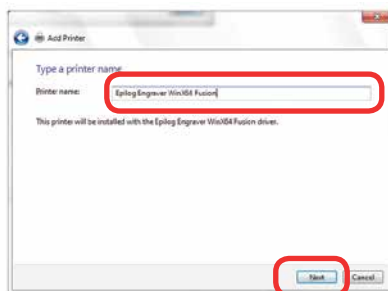 Add Printer
Type a printer name
Printer name: Epilog Engraver WinX64 Fusion
This printer will be installed with the Epilog Engraver WinX64 Fusion driver.
Next Cancel